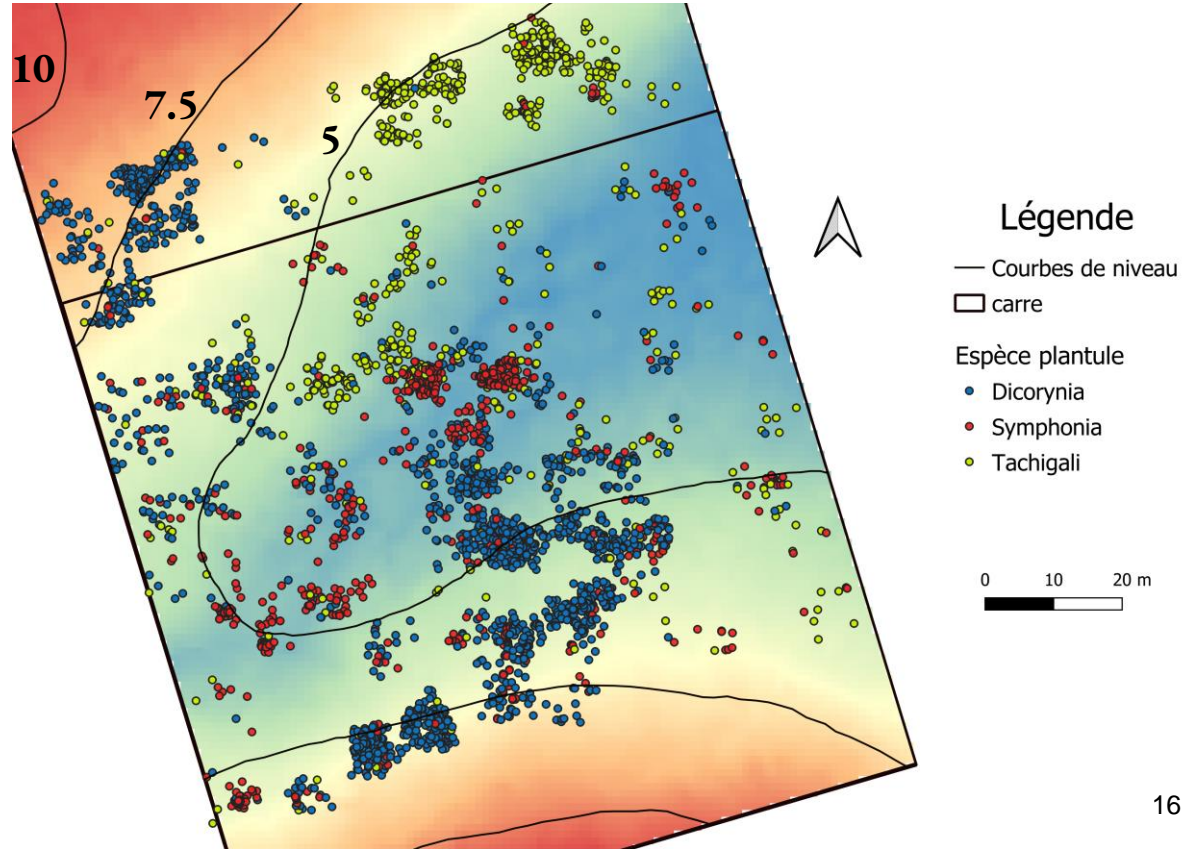 10
7.5
5
Légende
Courbes de niveau
carre
Espèce plantule
Dicorynia
Symphonia
Tachigali
0 10 20 m
16